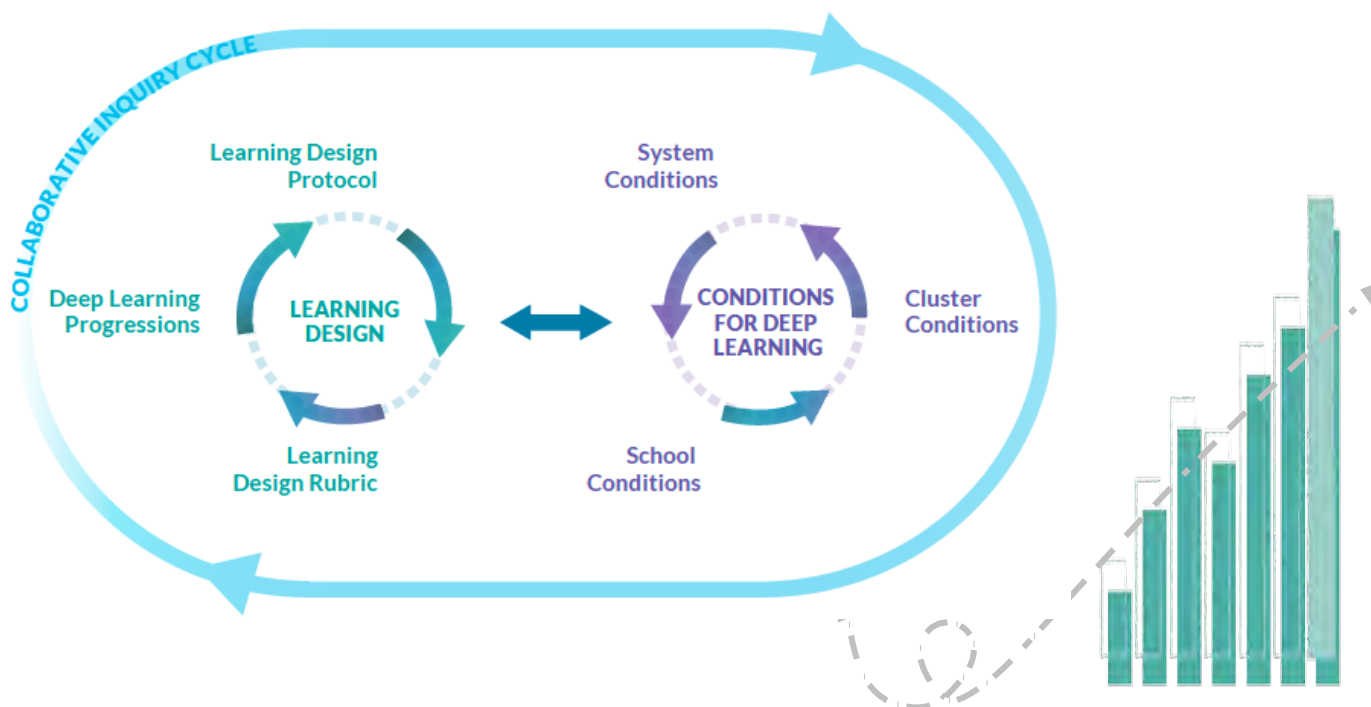 COLLABORATIVE INQUIRY CYCLE
Learning Design
Protocol
Deep Learning
Progressions
LEARNING
DESIGN
Learning
Design Rubric
System
Conditions
CONDITIONS
FOR DEEP
LEARNING
Cluster
Conditions
School
Conditions